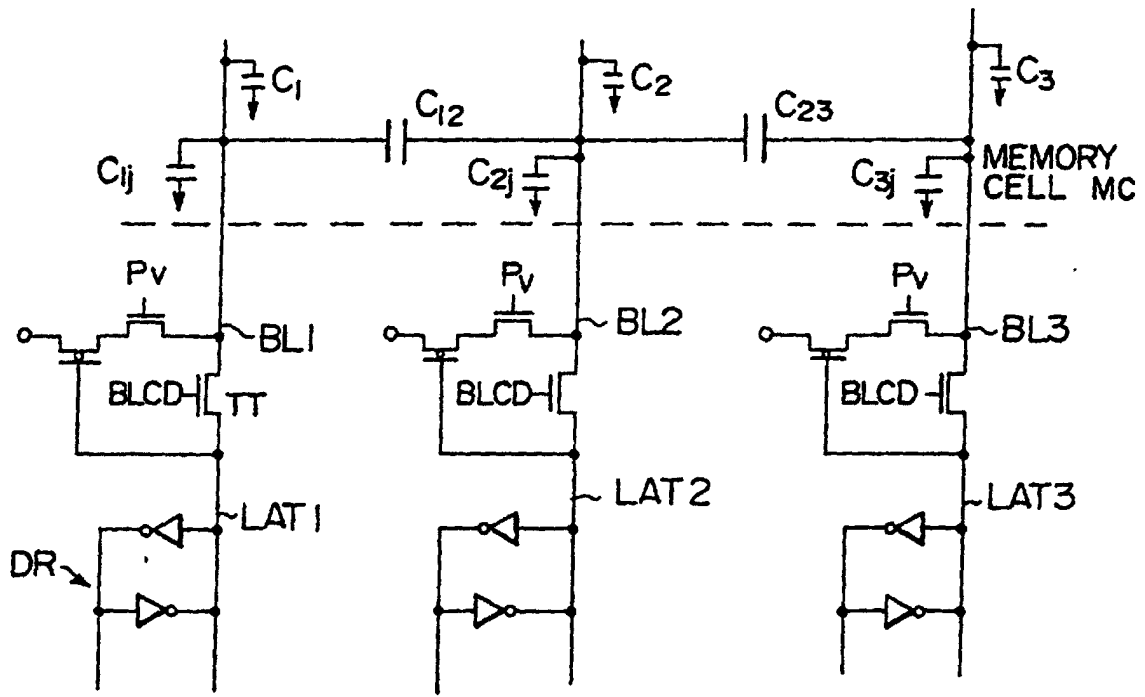 C1
C2
C3
C12
C23
C1j
C2j
C3j
MEMORY
CELL MC
Pv
PV
PV
BL1
BL2
BL3
BLCD
TT
BLCD
BLCD
LAT1
LAT2
LAT3
DR